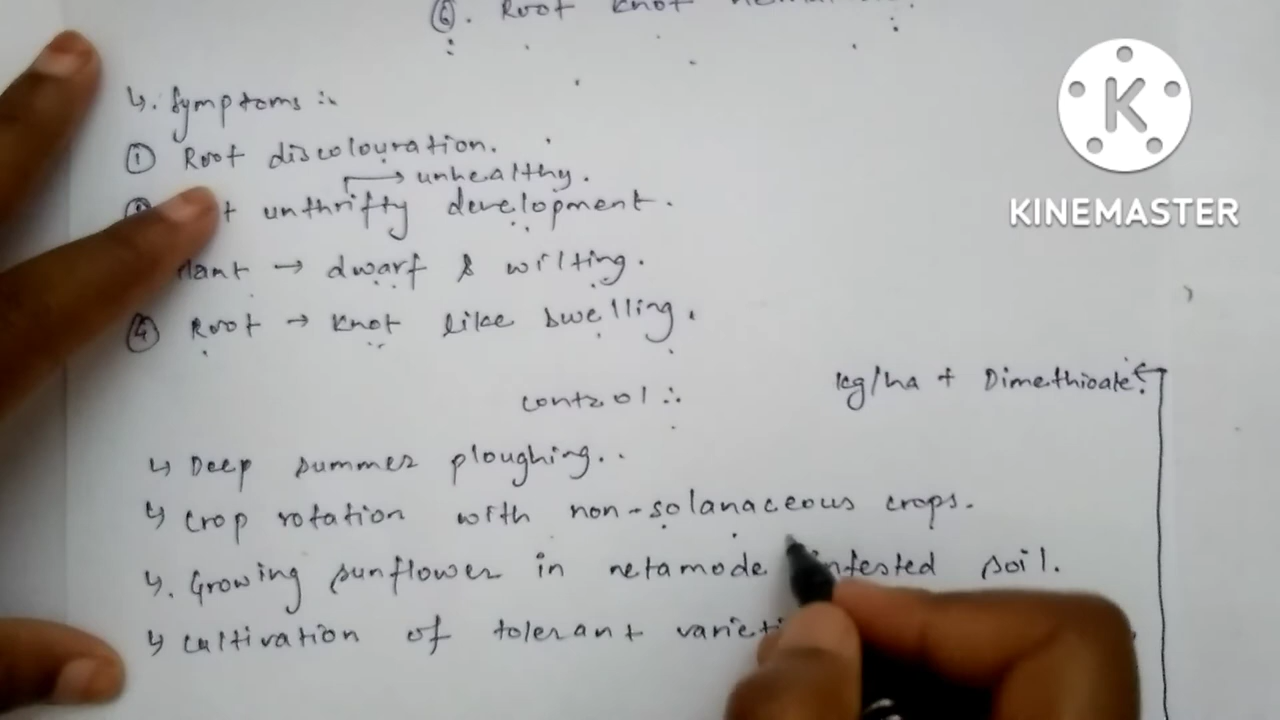 6. Root knot
↳. Symptoms :-
① Root discolouration.
→ unhealthy.
unthrifty development.
→ dwarf & wilting.
④ Root → knot like swelling.
control :-
kg/ha + Dimethioate
↳ Deep summer ploughing..
↳ crop rotation with non-solanaceous crops.
↳. Growing sunflower in netamode infested soil.
↳ cultivation of tolerant
KINEMASTER